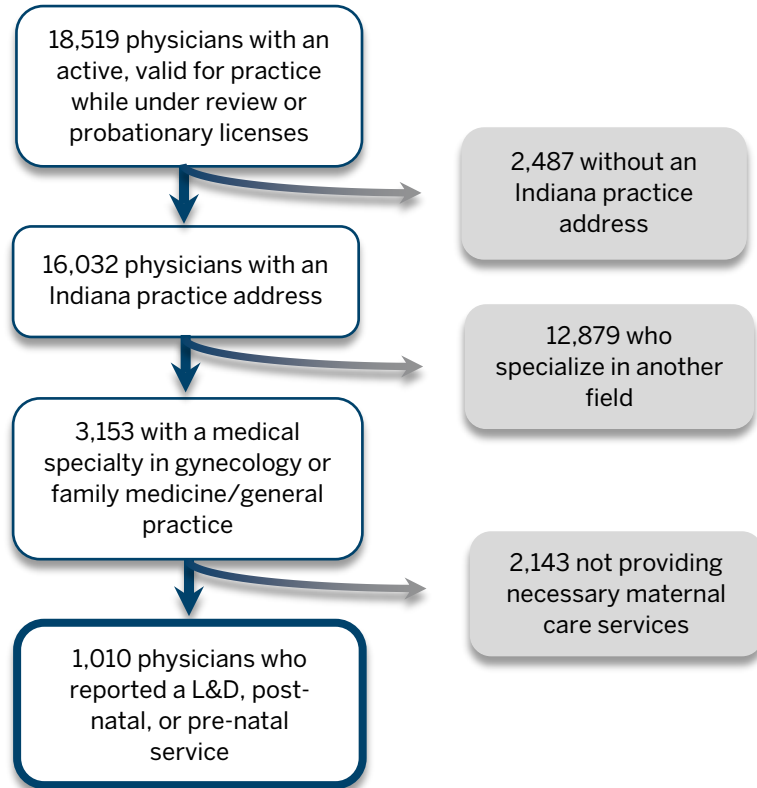 18,519 physicians with an
active, valid for practice
while under review or
probationary licenses
2,487 without an
Indiana practice
address
16,032 physicians with an
Indiana practice address
12,879 who
specialize in another
field
3,153 with a medical
specialty in gynecology or
family medicine/general
practice
2,143 not providing
necessary maternal
care services
1,010 physicians who
reported a L&D, post-
natal, or pre-natal
service